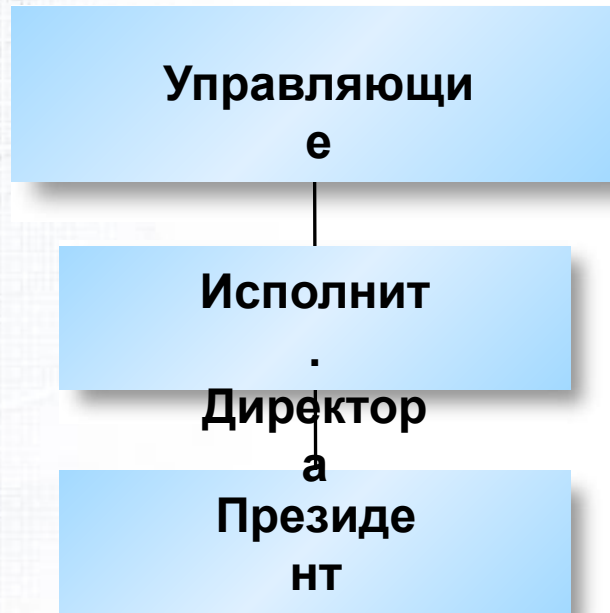 Управляющи
е
Исполнит
.
Директор
а
Президе
нт